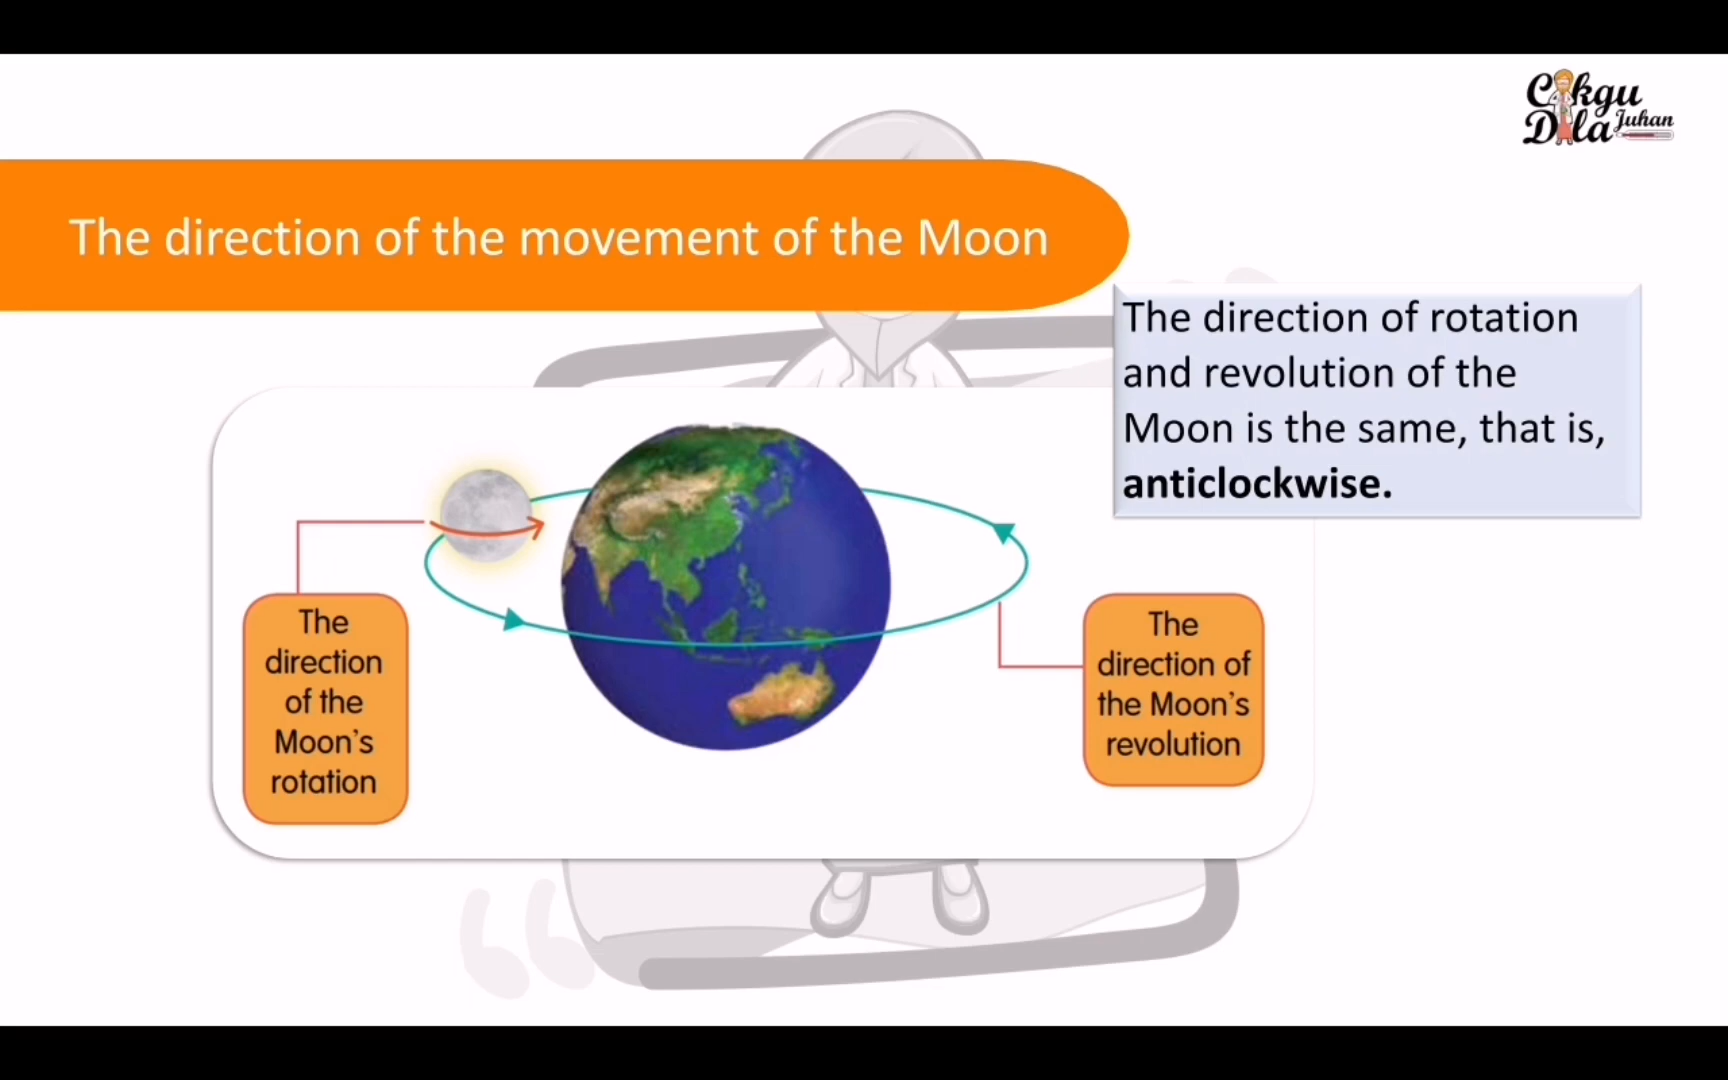 Cikgu
Dila Juhan
The direction of the movement of the Moon
The direction of rotation
and revolution of the
Moon is the same, that is,
anticlockwise.
The
direction
of the
Moon's
rotation
The
direction of
the Moon's
revolution